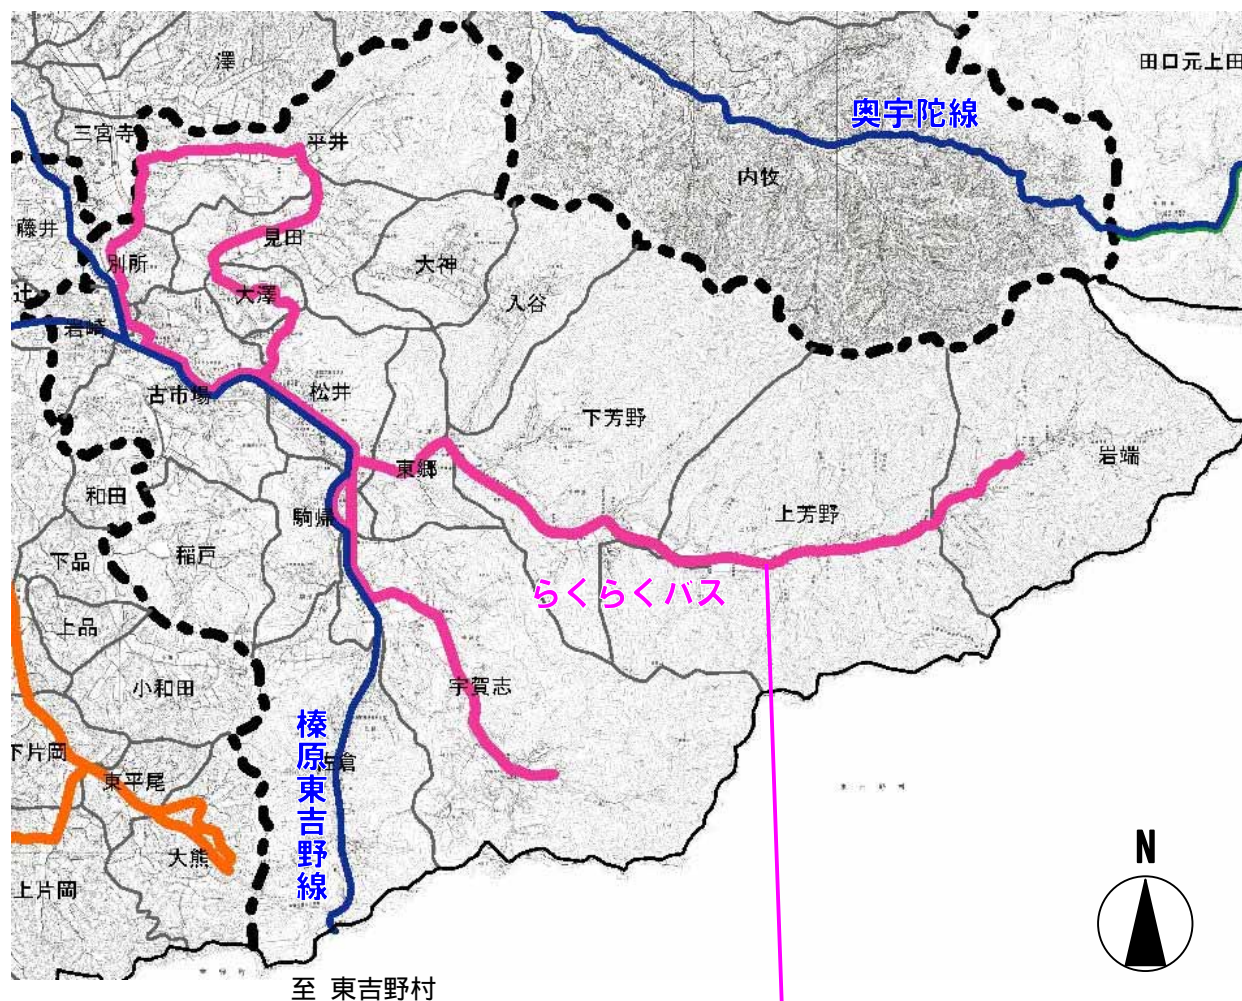 澤
田口元上田
奥宇陀線
三宮寺
平井
内牧
藤井
見田
別所
大神
大澤
入谷
辻
岩崎
古市場
松井
下芳野
東郷
岩端
和田
駒帰
上芳野
稲戸
下品
らくらくバス
上品
小和田
宇賀志
榛原東吉野線
下片岡
佐倉
東平尾
大熊
上片岡
N
至 東吉野村